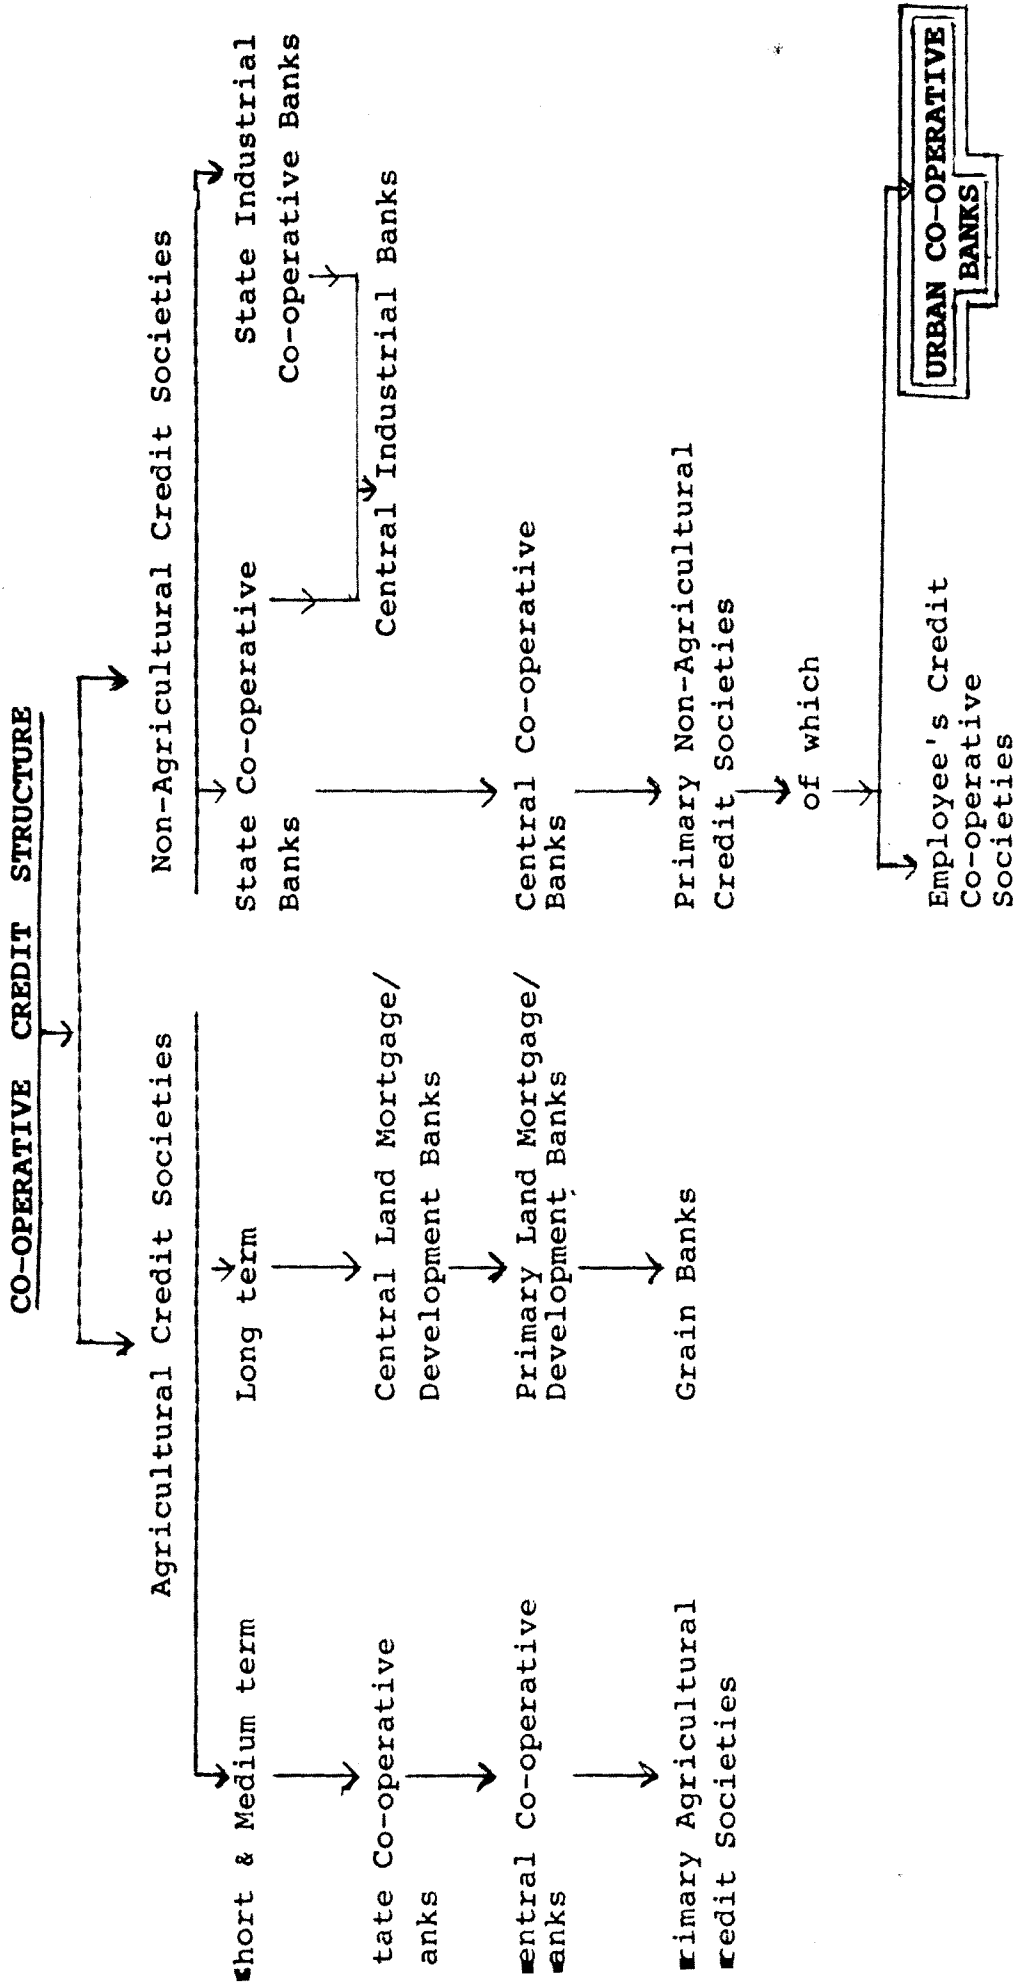 CO-OPERATIVE CREDIT STRUCTURE
Agricultural Credit Societies
Non-Agricultural Credit Societies
hort & Medium term
Long term
State Co-operative
Banks
State Industrial
Co-operative Banks
tate Co-operative
anks
Central Land Mortgage/
Development Banks
Central Industrial Banks
entral Co-operative
anks
Primary Land Mortgage/
Development Banks
Central Co-operative
Banks
rimary Agricultural
redit Societies
Grain Banks
Primary Non-Agricultural
Credit Societies
of which
Employee's Credit
Co-operative
Societies
URBAN CO-OPERATIVE
BANKS